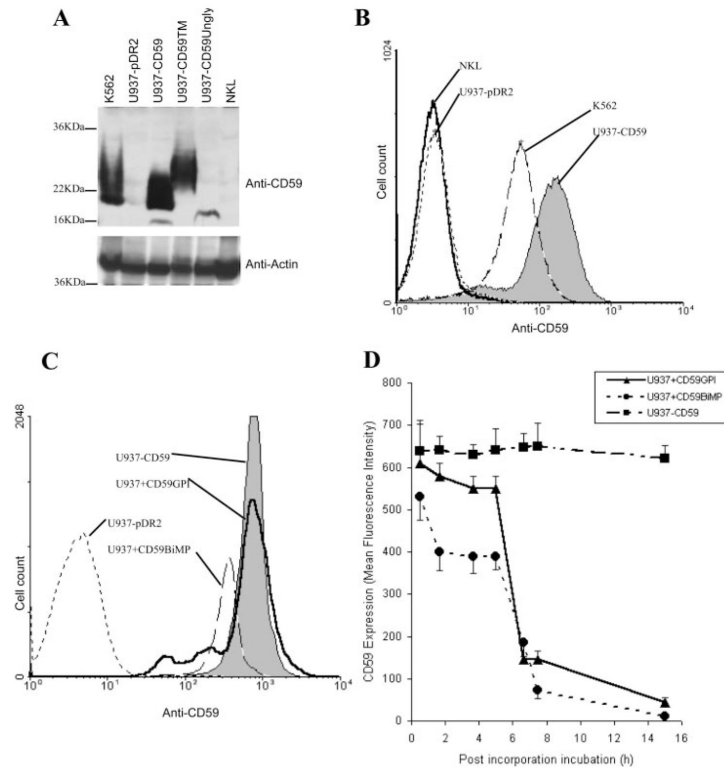 A
K562
U937-pDR2
U937-CD59
U937-CD59TM
U937-CD59Ungly
NKL
36KDa
22KDa
16KDa
Anti-CD59
Anti-Actin
36KDa
B
1024
Cell count
NKL
U937-pDR2
K562
U937-CD59
10^0 10^1 10^2 10^3 10^4
Anti-CD59
C
2048
Cell count
U937-CD59
U937+CD59GPI
U937-pDR2
U937+CD59BiMP
0
10^0 10^1 10^2 10^3 10^4
Anti-CD59
D
CD59 Expression (Mean Fluorescence Intensity)
800
700
600
500
400
300
200
100
0
U937+CD59GPI
U937+CD59BiMP
U937-CD59
0 2 4 6 8 10 12 14 16
Post incorporation incubation (h)